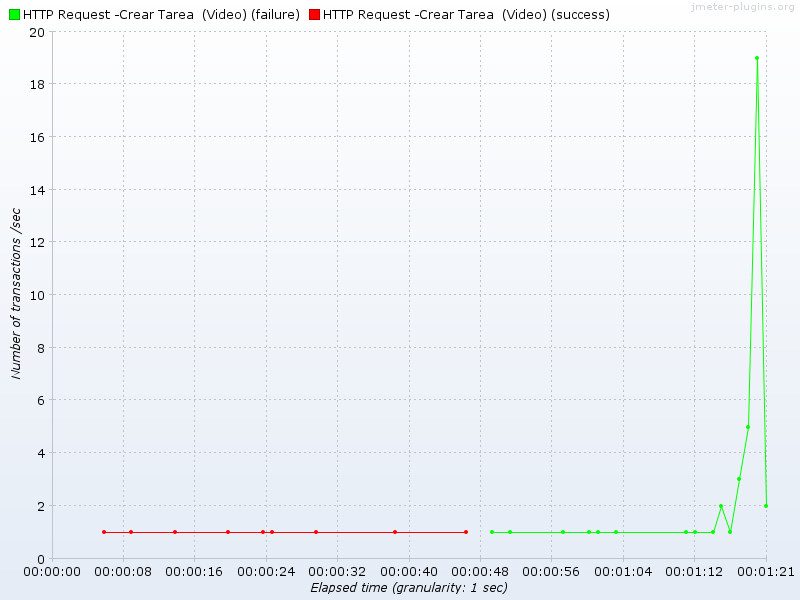 jmeter-plugins.org
HTTP Request -Crear Tarea  (Video) (failure) HTTP Request -Crear Tarea  (Video) (success)
20
18
16
14
12
10
8
6
4
2
0
Number of transactions /sec
00:00:00 00:00:08 00:00:16 00:00:24 00:00:32 00:00:40 00:00:48 00:00:56 00:01:04 00:01:12 00:01:21
Elapsed time (granularity: 1 sec)